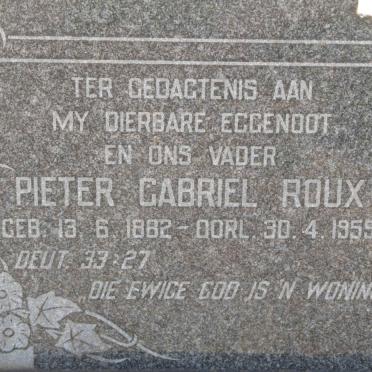 TER GEDAGTENIS AAN
MY DIERBARE EGGENOOT
EN ONS VADER
PIETER GABRIEL ROUX
GEB. 13. 6. 1882 - OORL. 30. 4. 1955
DEUT. 33:27
„DIE EWIGE GOD IS 'N WONIN